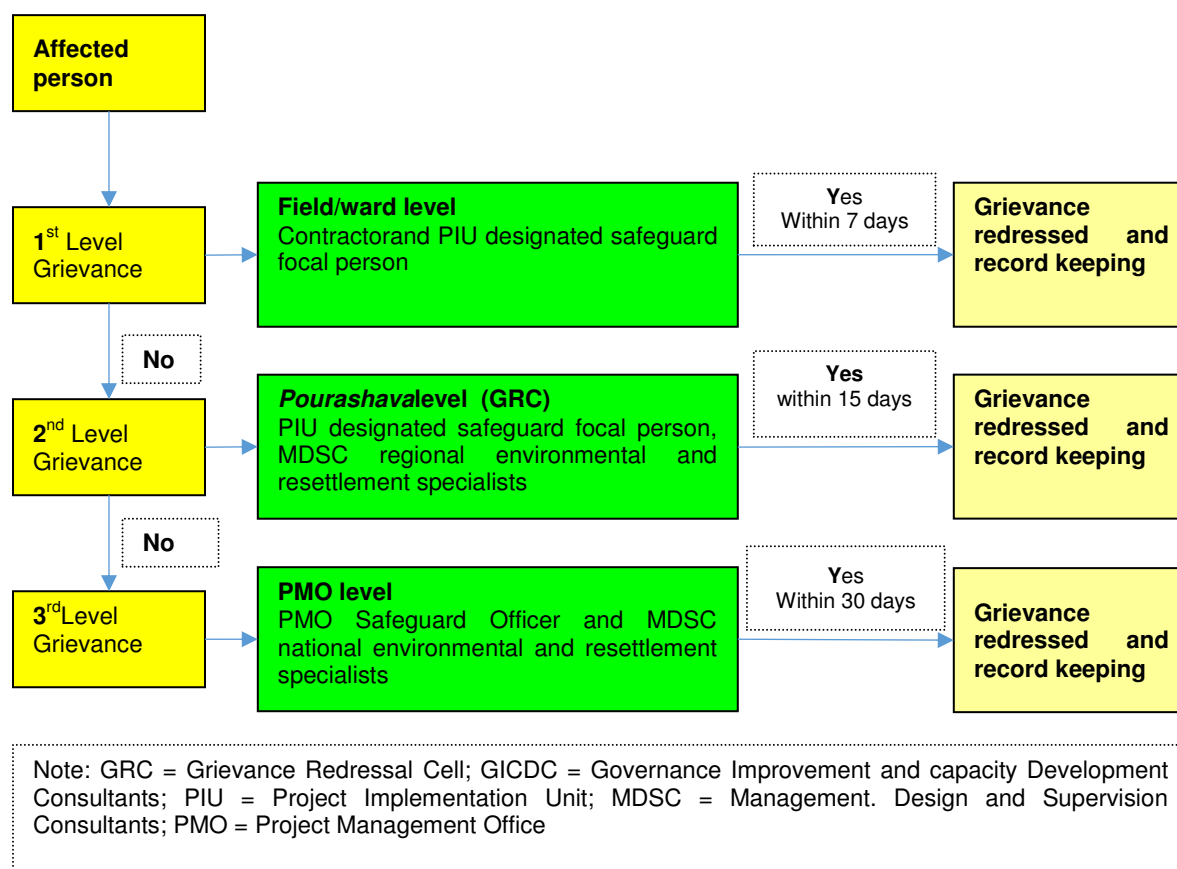 Affected
person
1st Level
Grievance
Field/ward level
Contractorand PIU designated safeguard
focal person
Yes
Within 7 days
Grievance
redressed and
record keeping
No
2nd Level
Grievance
Pourashavalevel (GRC)
PIU designated safeguard focal person,
MDSC regional environmental and
resettlement specialists
Yes
within 15 days
Grievance
redressed and
record keeping
No
3rdLevel
Grievance
PMO level
PMO Safeguard Officer and MDSC
national environmental and resettlement
specialists
Yes
Within 30 days
Grievance
redressed and
record keeping
Note: GRC = Grievance Redressal Cell; GICDC = Governance Improvement and capacity Development
Consultants; PIU = Project Implementation Unit; MDSC = Management. Design and Supervision
Consultants; PMO = Project Management Office